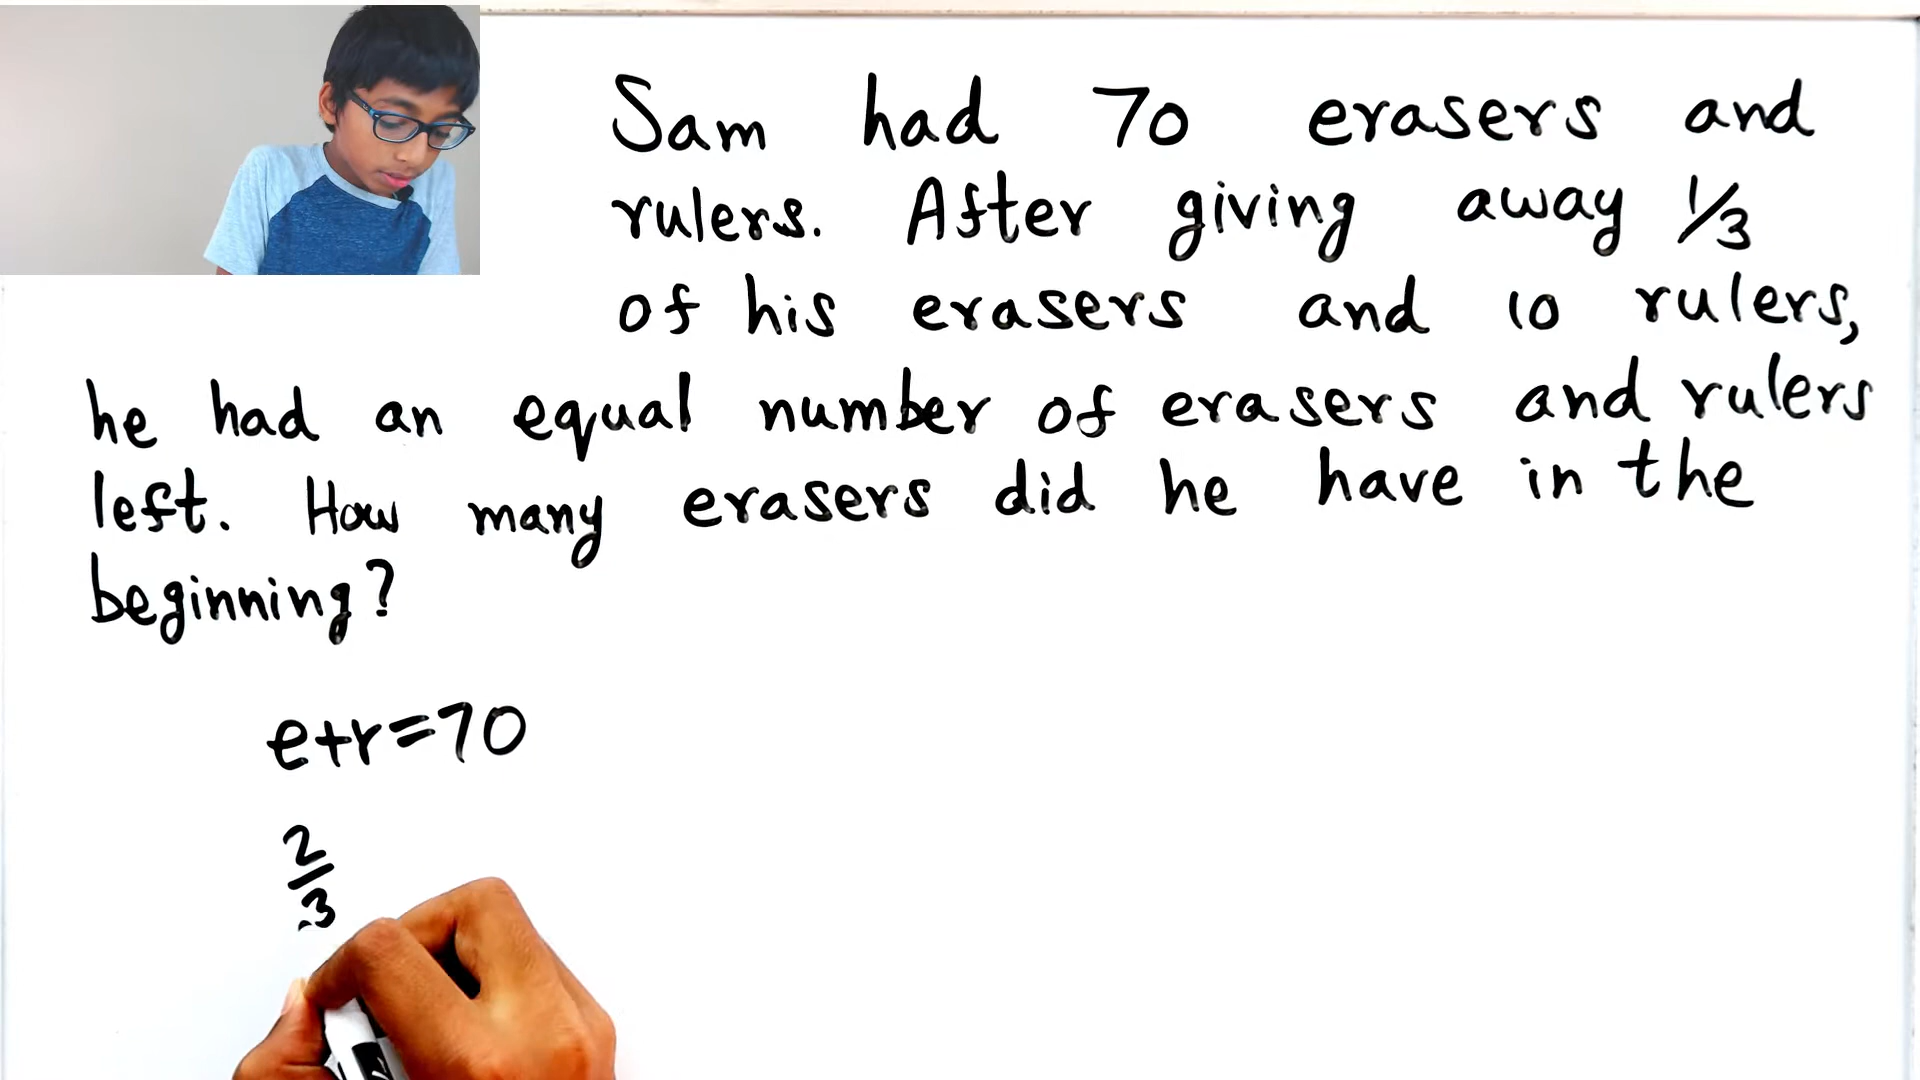 Sam had 70 erasers and
rulers. After giving away 1/3
of his erasers and 10 rulers,
he had an equal number of erasers and rulers
left. How many erasers did he have in the
beginning?
e+r=70
2/3